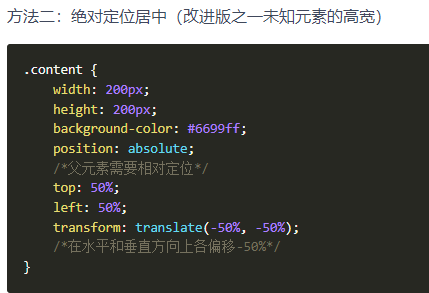 方法二：绝对定位居中（改进版之一未知元素的高宽）
.content {
    width: 200px;
    height: 200px;
    background-color: #6699ff;
    position: absolute;
    /*父元素需要相对定位*/
    top: 50%;
    left: 50%;
    transform: translate(-50%, -50%);
    /*在水平和垂直方向上各偏移-50%*/
}